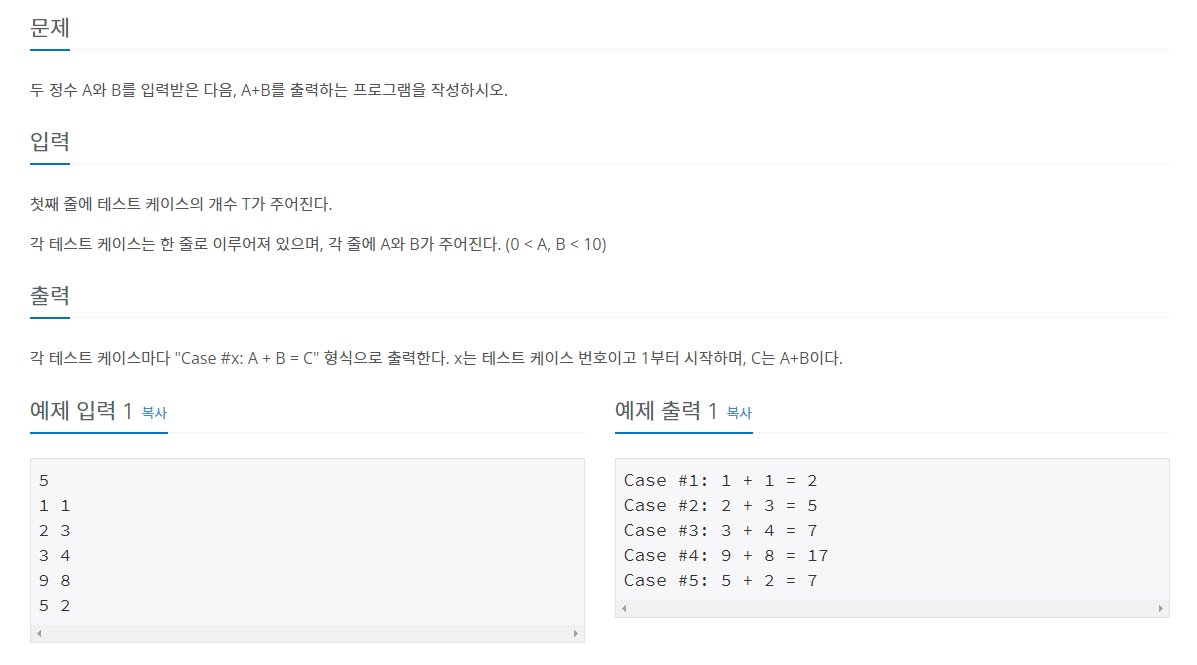 문제
두 정수 A와 B를 입력받은 다음, A+B를 출력하는 프로그램을 작성하시오.
입력
첫째 줄에 테스트 케이스의 개수 T가 주어진다.
각 테스트 케이스는 한 줄로 이루어져 있으며, 각 줄에 A와 B가 주어진다. (0 < A, B < 10)
출력
각 테스트 케이스마다 "Case #x: A + B = C" 형식으로 출력한다. x는 테스트 케이스 번호이고 1부터 시작하며, C는 A+B이다.
예제 입력 1 복사
5
1 1
2 3
3 4
9 8
5 2
예제 출력 1 복사
Case #1: 1 + 1 = 2
Case #2: 2 + 3 = 5
Case #3: 3 + 4 = 7
Case #4: 9 + 8 = 17
Case #5: 5 + 2 = 7